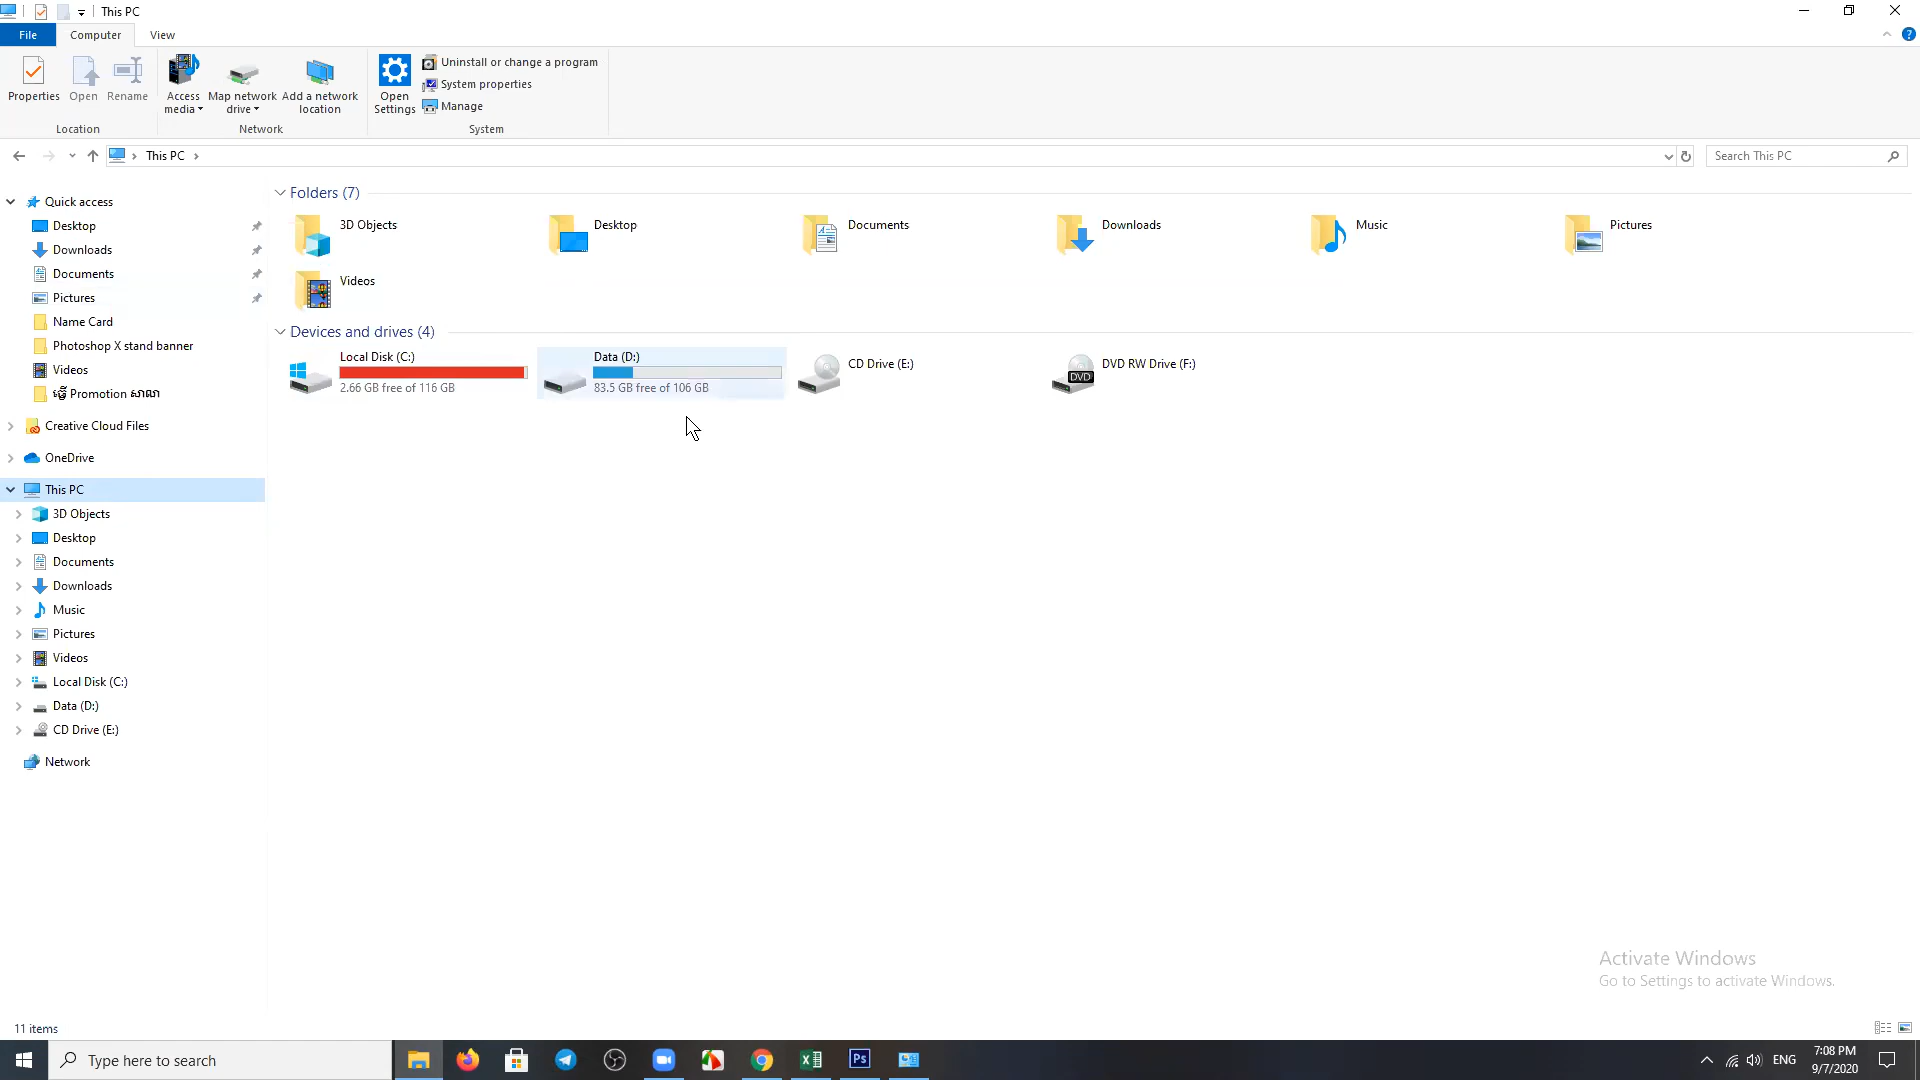 This PC
File
Computer
View
Properties
Open
Rename
Access media
Map network drive
Add a network location
Open Settings
Uninstall or change a program
System properties
Manage
Location
Network
System
This PC
Search This PC
Quick access
Desktop
Downloads
Documents
Pictures
Name Card
Photoshop X stand banner
Videos
ធ្វើ Promotion សាលា
Creative Cloud Files
OneDrive
This PC
3D Objects
Desktop
Documents
Downloads
Music
Pictures
Videos
Local Disk (C:)
Data (D:)
CD Drive (E:)
Network
Folders (7)
3D Objects
Desktop
Documents
Downloads
Music
Pictures
Videos
Devices and drives (4)
Local Disk (C:)
2.66 GB free of 116 GB
Data (D:)
83.5 GB free of 106 GB
CD Drive (E:)
DVD RW Drive (F:)
DVD
Activate Windows
Go to Settings to activate Windows.
11 items
Type here to search
Ps
ENG
7:08 PM
9/7/2020